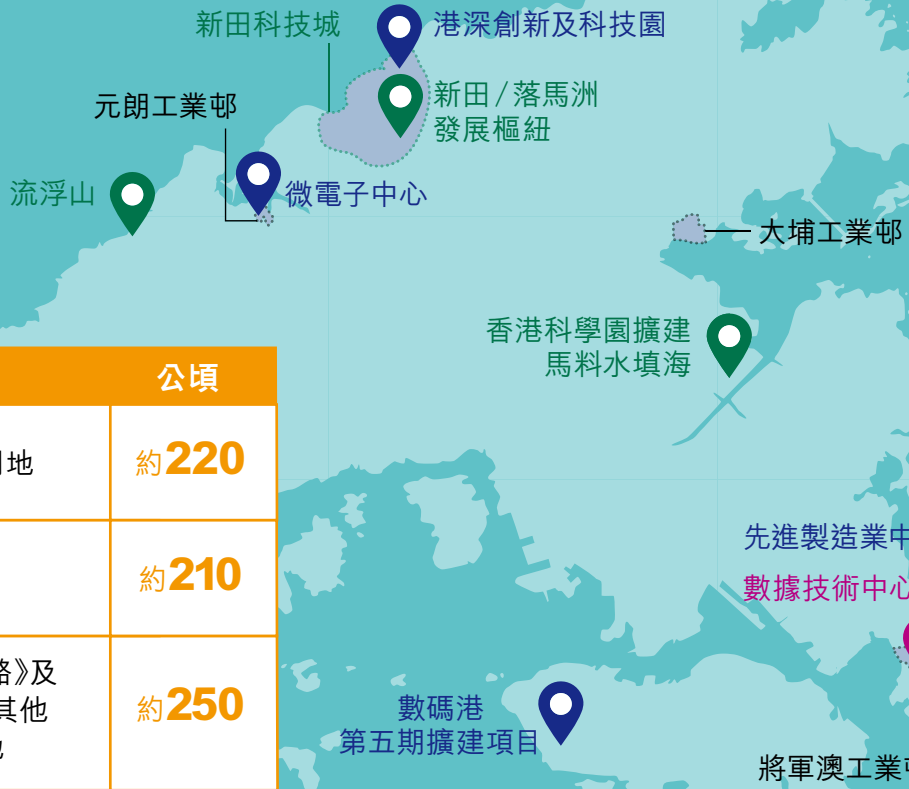 新田科技城
港深創新及科技園
新田/落馬洲
發展樞紐
元朗工業邨
流浮山
微電子中心
大埔工業邨
香港科學園擴建
馬料水填海
公頃
地
約220
約210
略》及
其他
約250
先進製造業中
數據技術中心
數碼港
第五期擴建項目
將軍澳工業邨